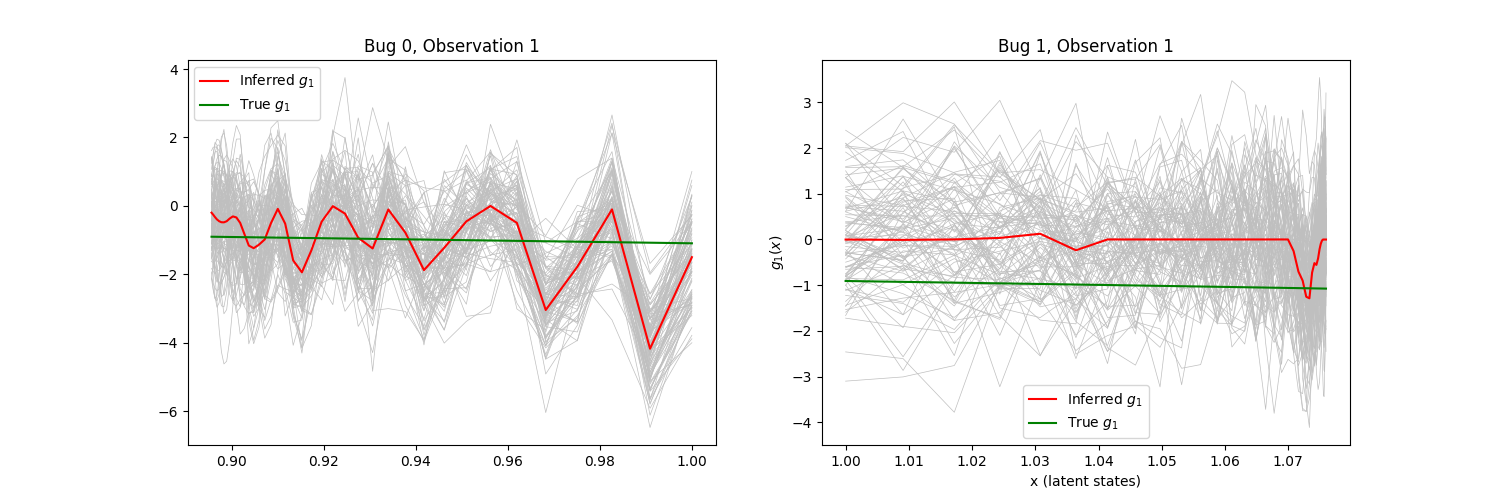 Bug 0, Observation 1
Inferred g₁
True g₁
4
2
0
−2
−4
−6
0.90 0.92 0.94 0.96 0.98 1.00
Bug 1, Observation 1
g₁(x)
3
2
1
0
−1
−2
−3
−4
Inferred g₁
True g₁
1.00 1.01 1.02 1.03 1.04 1.05 1.06 1.07
x (latent states)